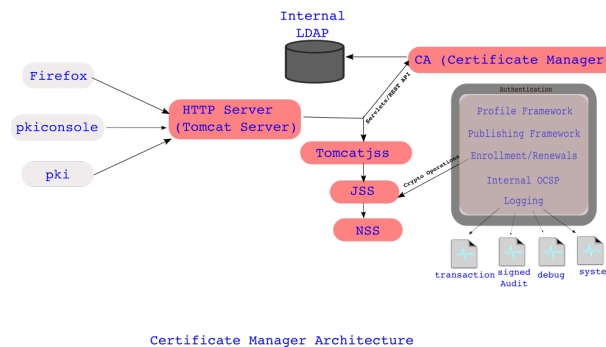 Internal
LDAP
CA (Certificate Manager
Firefox
pkiconsole
pki
HTTP Server
(Tomcat Server)
Servlets/REST API
Tomcatjss
JSS
NSS
Crypto Operations
Authentication
Profile Framework
Publishing Framework
Enrollment/Renewals
Internal OCSP
Logging
transaction
signed
Audit
debug
syste
Certificate Manager Architecture